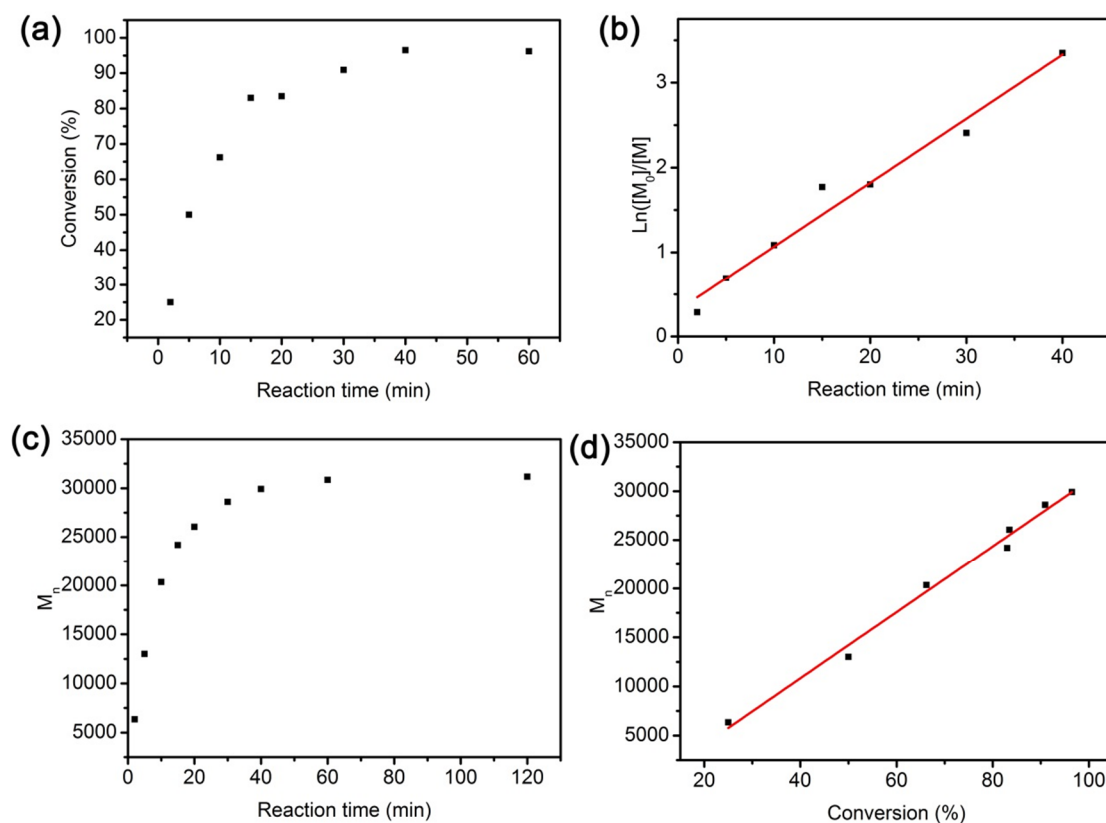 (a)
100
90
80
70
60
50
40
30
20
Conversion (%)
0 10 20 30 40 50 60
Reaction time (min)
(b)
3
2
1
0
Ln([M0]/[M]
0 10 20 30 40
Reaction time (min)
(c)
35000
30000
25000
20000
15000
10000
5000
Mn
0 20 40 60 80 100 120
Reaction time (min)
(d)
35000
30000
25000
20000
15000
10000
5000
Mn
20 40 60 80 100
Conversion (%)